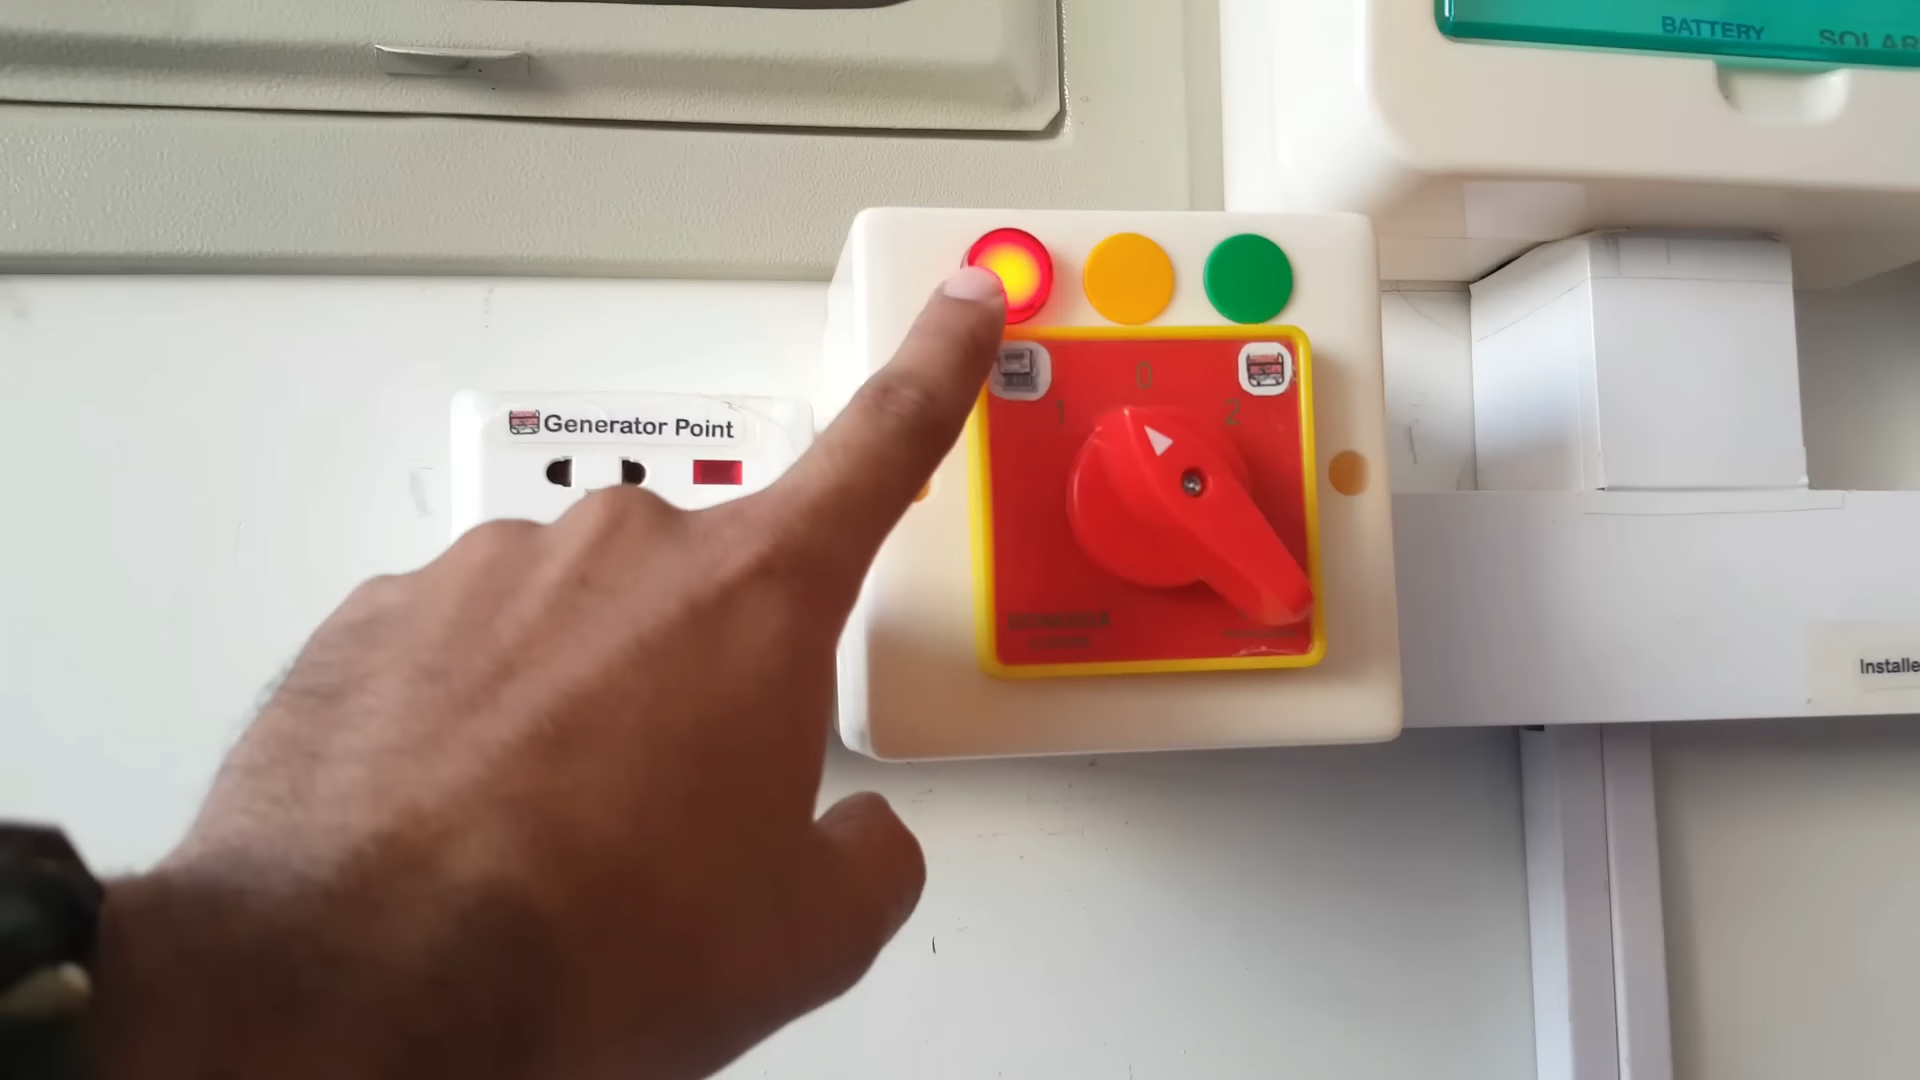 BATTERY
SOLAR
Generator Point
0
1
2
Installe